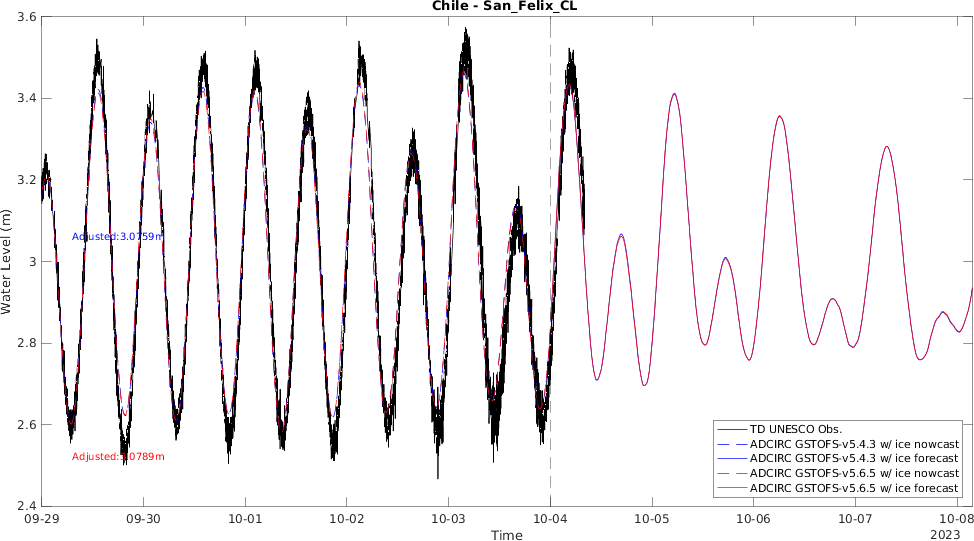 Chile - San_Felix_CL
3.6
3.4
3.2
3
2.8
2.6
2.4
Water Level (m)
Adjusted:3.0759m
Adjusted:3.0789m
TD UNESCO Obs.
ADCIRC GSTOFS-v5.4.3 w/ ice nowcast
ADCIRC GSTOFS-v5.4.3 w/ ice forecast
ADCIRC GSTOFS-v5.6.5 w/ ice nowcast
ADCIRC GSTOFS-v5.6.5 w/ ice forecast
09-29 09-30 10-01 10-02 10-03 10-04 10-05 10-06 10-07 10-08
Time
2023